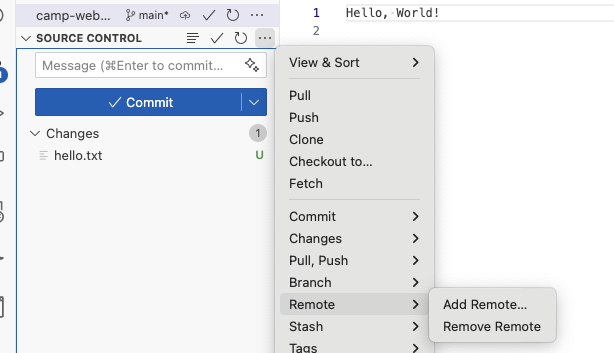 camp-web... main*
SOURCE CONTROL
Message (⌘Enter to commit...
Commit
Changes 1
hello.txt U
1 Hello, World!
2
View & Sort
Pull
Push
Clone
Checkout to...
Fetch
Commit
Changes
Pull, Push
Branch
Remote
Add Remote...
Remove Remote
Stash
Tags